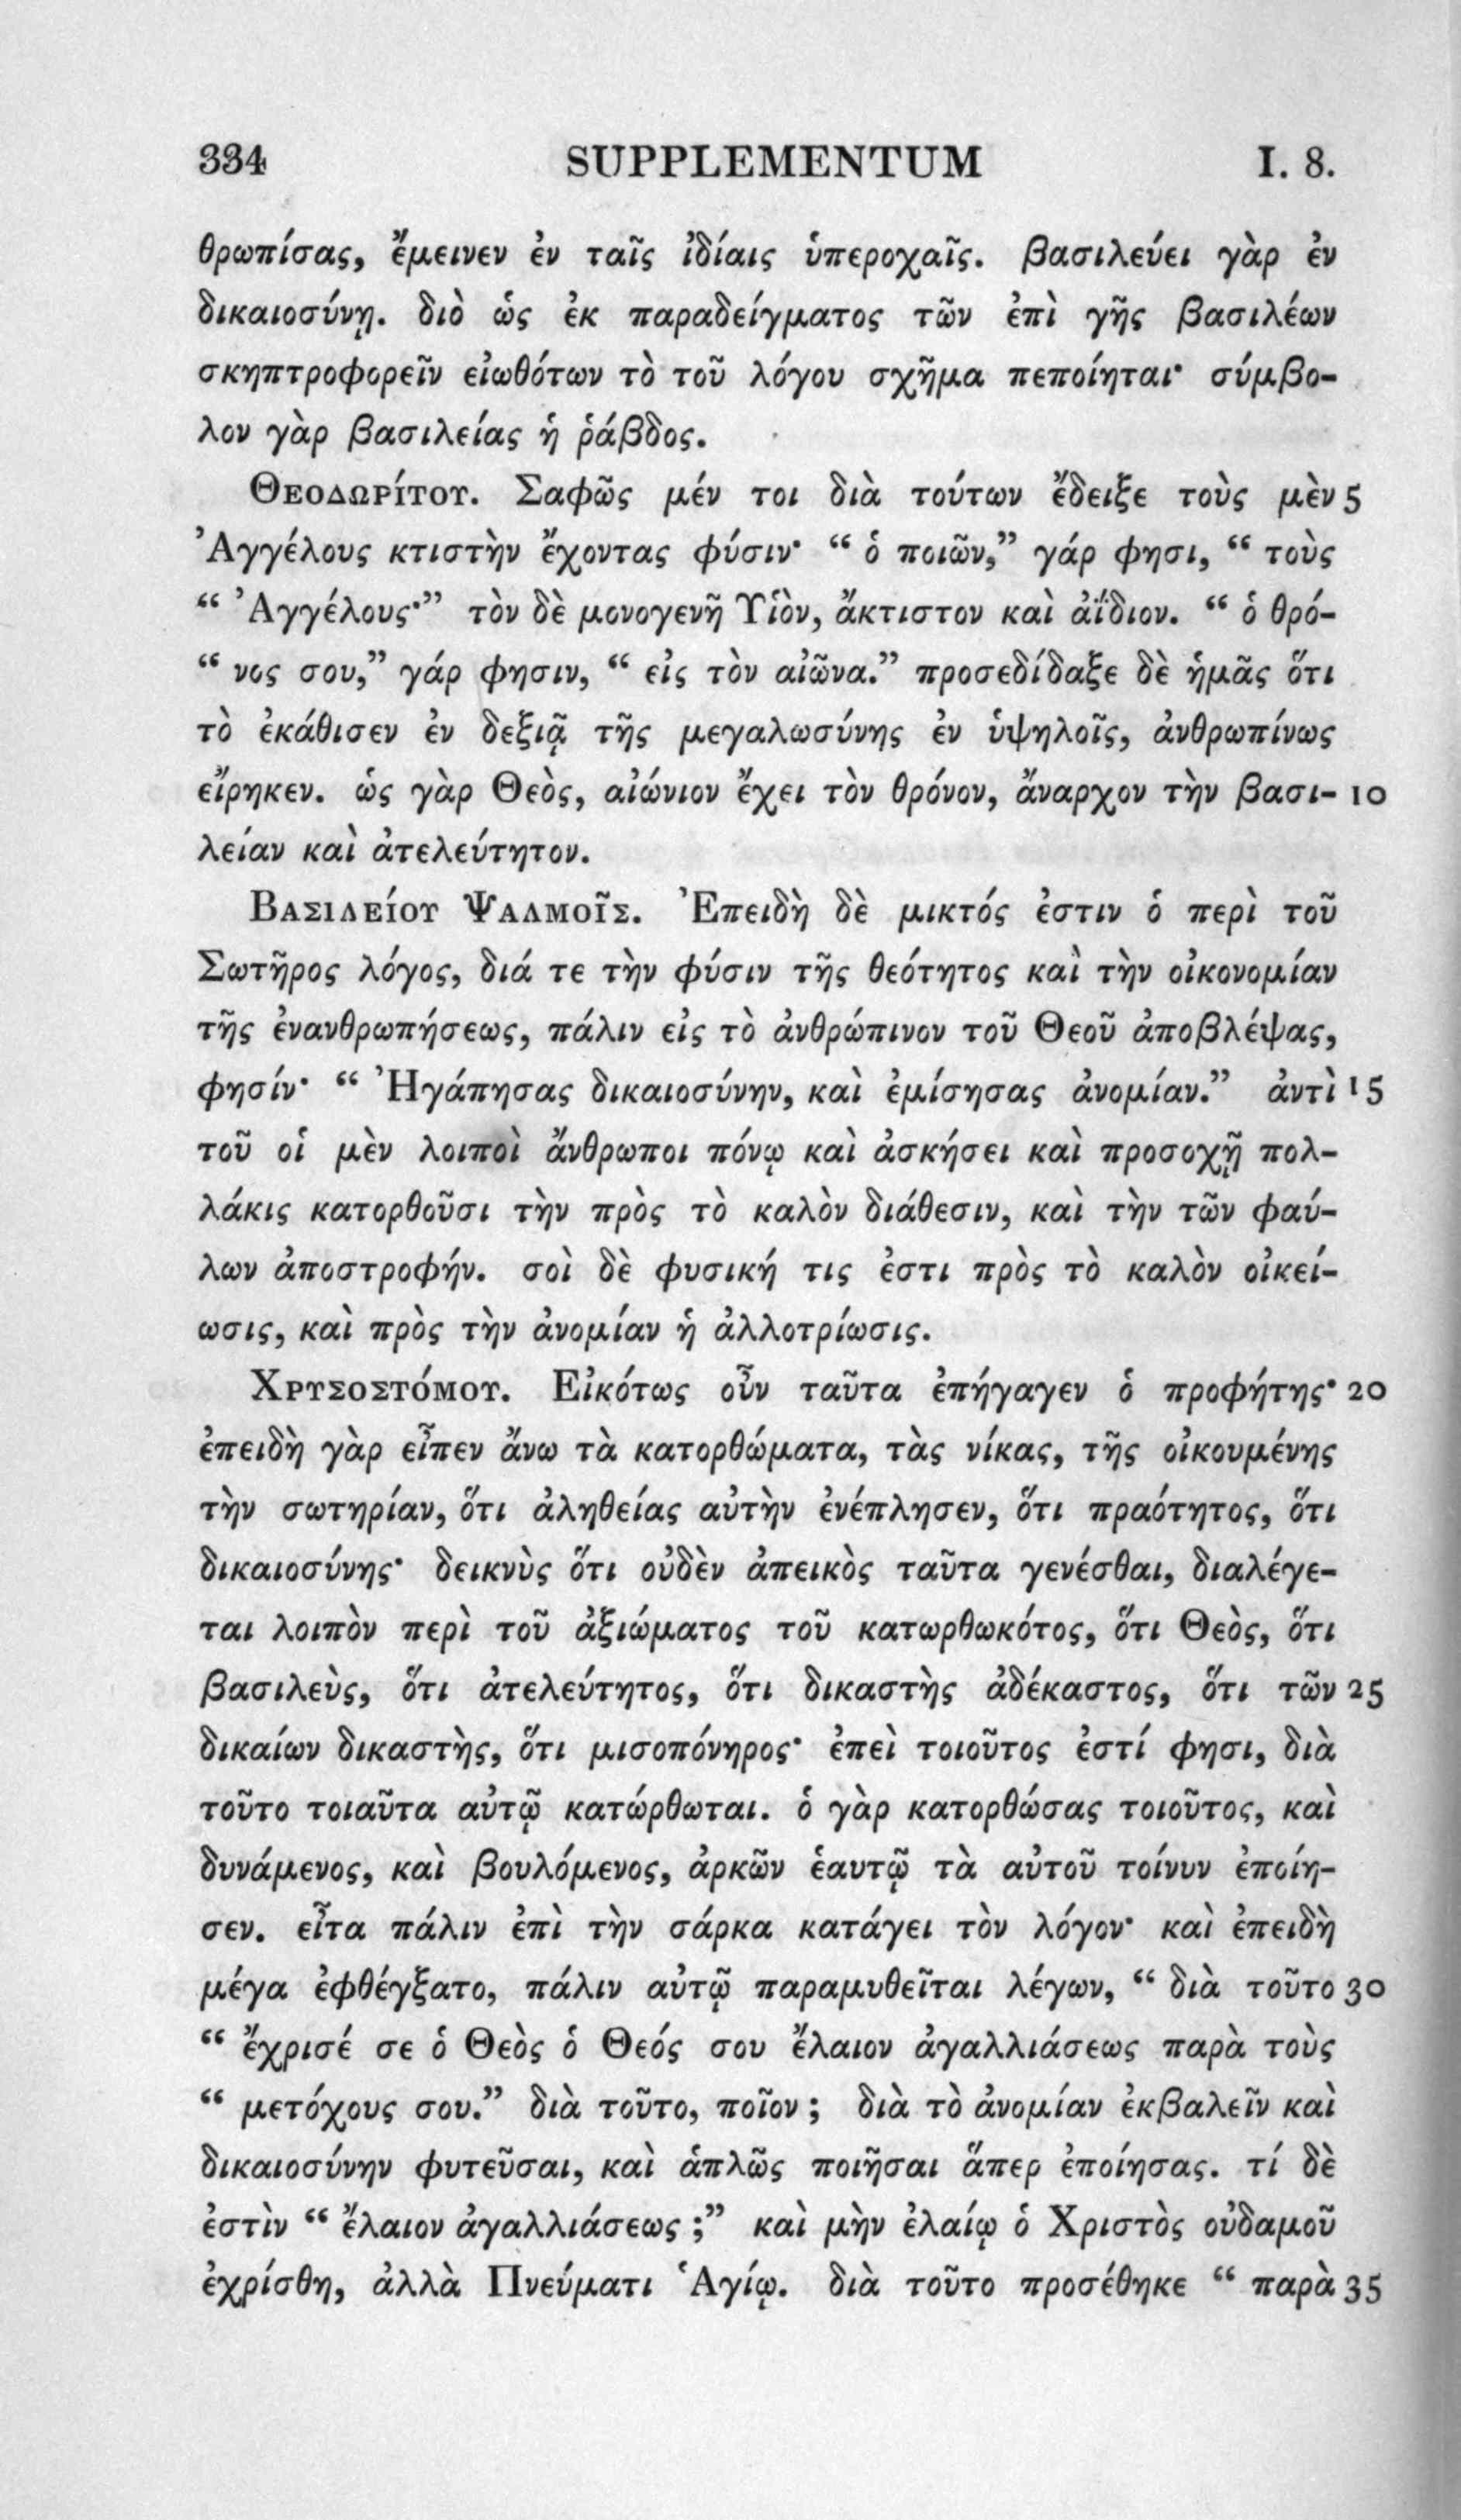 334 SUPPLEMENTUM I. 8.
θρωπίσας, ἔμεινεν ἐν ταῖς ἰδίαις ὑπεροχαῖς. βασιλεύει γὰρ ἐν
δικαιοσύνῃ. διὸ ὡς ἐκ παραδείγματος τῶν ἐπὶ γῆς βασιλέων
σκηπτροφορεῖν εἰωθότων τὸ τοῦ λόγου σχῆμα πεποίηται· σύμβο-
λον γὰρ βασιλείας ἡ ῥάβδος.
ΘΕΟΔΩΡίΤΟΥ. Σαφῶς μέν τοι διὰ τούτων ἔδειξε τοὺς μὲν 5
Ἀγγέλους κτιστὴν ἔχοντας φύσιν· “ ὁ ποιῶν,” γάρ φησι, “ τοὺς
“ Ἀγγέλους·” τὸν δὲ μονογενῆ Υἱὸν, ἄκτιστον καὶ ἀΐδιον. “ ὁ θρό-
“ νος σου,” γάρ φησιν, “ εἰς τὸν αἰῶνα.” προσεδίδαξε δὲ ἡμᾶς ὅτι
τὸ ἐκάθισεν ἐν δεξιᾷ τῆς μεγαλωσύνης ἐν ὑψηλοῖς, ἀνθρωπίνως
εἴρηκεν. ὡς γὰρ Θεὸς, αἰώνιον ἔχει τὸν θρόνον, ἄναρχον τὴν βασι- 10
λείαν καὶ ἀτελεύτητον.
ΒΑΣΙΛΕίΟΥ ΨΑΛΜΟῖΣ. Ἐπειδὴ δὲ μικτός ἐστιν ὁ περὶ τοῦ
Σωτῆρος λόγος, διά τε τὴν φύσιν τῆς θεότητος καὶ τὴν οἰκονομίαν
τῆς ἐνανθρωπήσεως, πάλιν εἰς τὸ ἀνθρώπινον τοῦ Θεοῦ ἀποβλέψας,
φησίν· “ Ἠγάπησας δικαιοσύνην, καὶ ἐμίσησας ἀνομίαν.” ἀντὶ 15
τοῦ οἱ μὲν λοιποὶ ἄνθρωποι πόνῳ καὶ ἀσκήσει καὶ προσοχῇ πολ-
λάκις κατορθοῦσι τὴν πρὸς τὸ καλὸν διάθεσιν, καὶ τὴν τῶν φαύ-
λων ἀποστροφήν. σοὶ δὲ φυσική τις ἐστι πρὸς τὸ καλὸν οἰκεί-
ωσις, καὶ πρὸς τὴν ἀνομίαν ἡ ἀλλοτρίωσις.
ΧΡΥΣΟΣΤόΜΟΥ. Εἰκότως οὖν ταῦτα ἐπήγαγεν ὁ προφήτης· 20
ἐπειδὴ γὰρ εἶπεν ἄνω τὰ κατορθώματα, τὰς νίκας, τῆς οἰκουμένης
τὴν σωτηρίαν, ὅτι ἀληθείας αὐτὴν ἐνέπλησεν, ὅτι πραότητος, ὅτι
δικαιοσύνης· δεικνὺς ὅτι οὐδὲν ἀπεικὸς ταῦτα γενέσθαι, διαλέγε-
ται λοιπὸν περὶ τοῦ ἀξιώματος τοῦ κατωρθωκότος, ὅτι Θεὸς, ὅτι
βασιλεὺς, ὅτι ἀτελεύτητος, ὅτι δικαστὴς ἀδέκαστος, ὅτι τῶν 25
δικαίων δικαστὴς, ὅτι μισοπόνηρος· ἐπεὶ τοιοῦτος ἐστί φησι, διὰ
τοῦτο τοιαῦτα αὐτῷ κατώρθωται. ὁ γὰρ κατορθώσας τοιοῦτος, καὶ
δυνάμενος, καὶ βουλόμενος, ἀρκῶν ἑαυτῷ τὰ αὐτοῦ τοίνυν ἐποίη-
σεν. εἶτα πάλιν ἐπὶ τὴν σάρκα κατάγει τὸν λόγον· καὶ ἐπειδὴ
μέγα ἐφθέγξατο, πάλιν αὐτῷ παραμυθεῖται λέγων, “ διὰ τοῦτο 30
“ ἔχρισέ σε ὁ Θεὸς ὁ Θεός σου ἔλαιον ἀγαλλιάσεως παρὰ τοὺς
“ μετόχους σου.” διὰ τοῦτο, ποῖον ; διὰ τὸ ἀνομίαν ἐκβαλεῖν καὶ
δικαιοσύνην φυτεῦσαι, καὶ ἁπλῶς ποιῆσαι ἅπερ ἐποίησας. τί δὲ
ἐστὶν “ ἔλαιον ἀγαλλιάσεως ;” καὶ μὴν ἐλαίῳ ὁ Χριστὸς οὐδαμοῦ
ἐχρίσθη, ἀλλὰ Πνεύματι Ἁγίῳ. διὰ τοῦτο προσέθηκε “ παρὰ 35